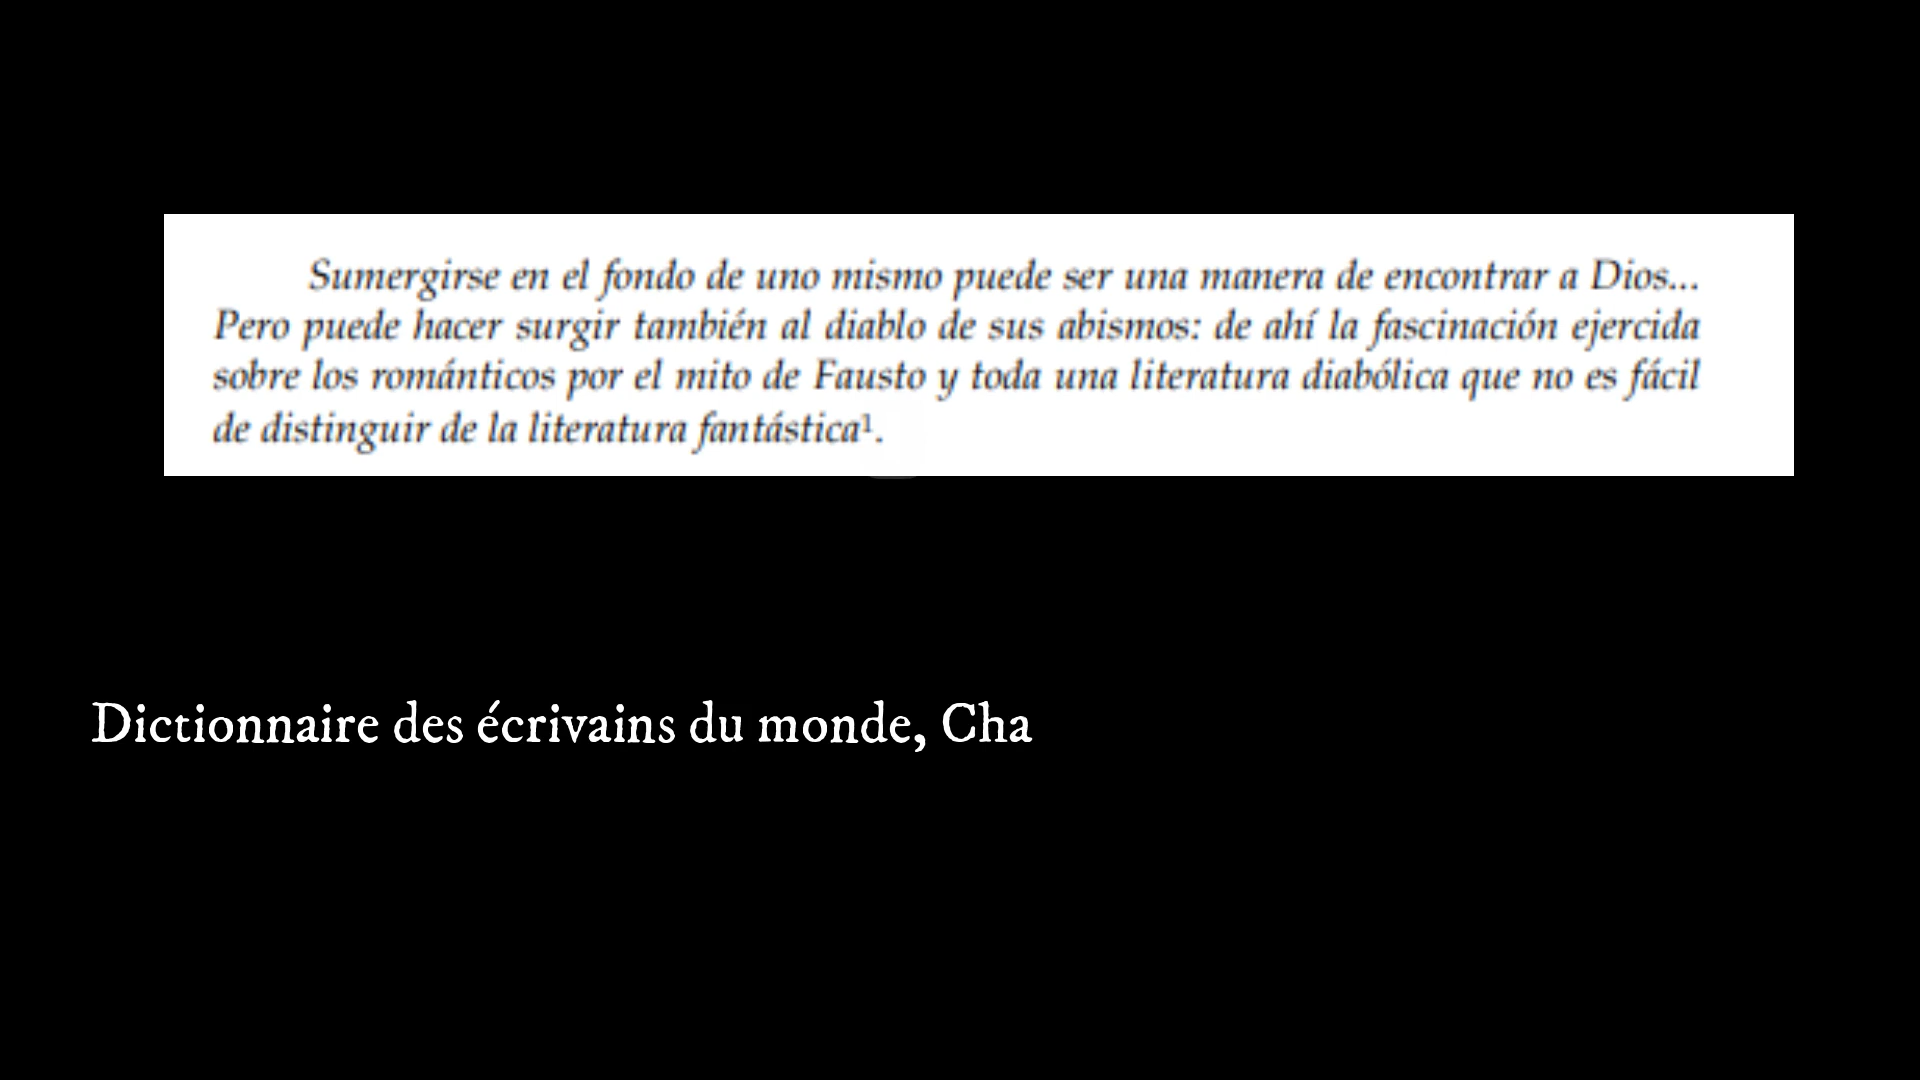 Sumergirse en el fondo de uno mismo puede ser una manera de encontrar a Dios...
Pero puede hacer surgir también al diablo de sus abismos: de ahí la fascinación ejercida
sobre los románticos por el mito de Fausto y toda una literatura diabólica que no es fácil
de distinguir de la literatura fantástica¹.
Dictionnaire des écrivains du monde, Cha